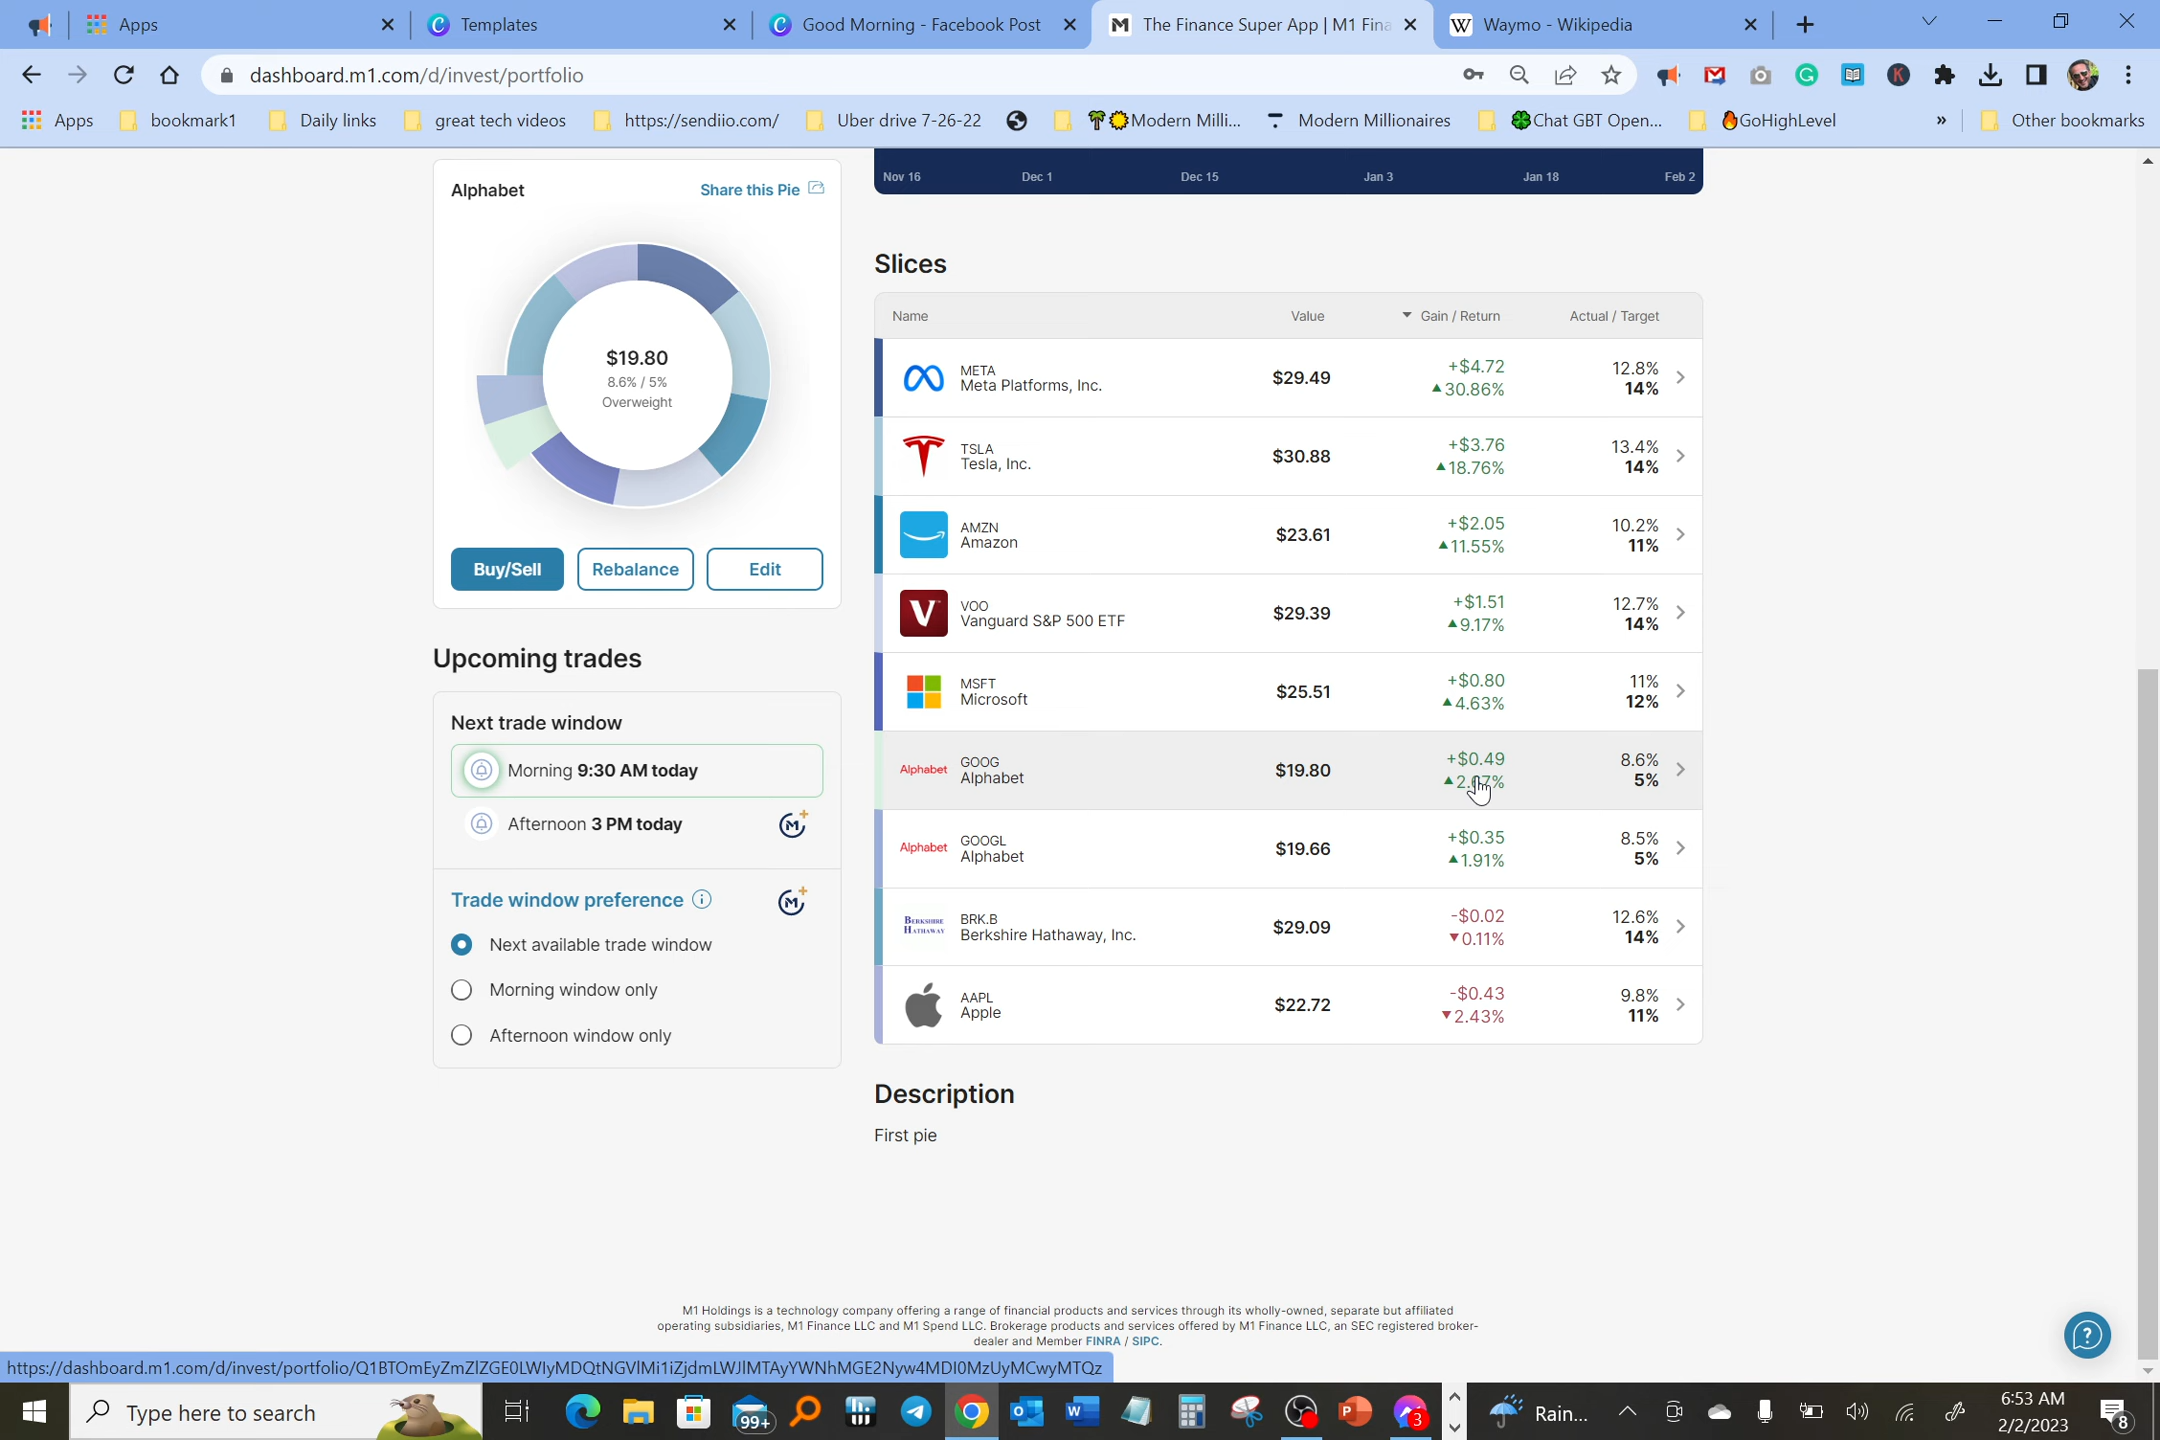 Apps
Templates
Good Morning - Facebook Post
The Finance Super App | M1 Fina
Waymo - Wikipedia
dashboard.m1.com/d/invest/portfolio
Apps
bookmark1
Daily links
great tech videos
https://sendiio.com/
Uber drive 7-26-22
Modern Milli...
Modern Millionaires
Chat GBT Open...
GoHighLevel
»
Other bookmarks
Alphabet
Share this Pie
$19.80
8.6% / 5%
Overweight
Buy/Sell
Rebalance
Edit
Upcoming trades
Next trade window
Morning 9:30 AM today
Afternoon 3 PM today
Trade window preference
Next available trade window
Morning window only
Afternoon window only
Nov 16 Dec 1 Dec 15 Jan 3 Jan 18 Feb 2
Slices
Name Value Gain / Return Actual / Target
META
Meta Platforms, Inc.
$29.49
+$4.72
30.86%
12.8%
14%
TSLA
Tesla, Inc.
$30.88
+$3.76
18.76%
13.4%
14%
AMZN
Amazon
$23.61
+$2.05
11.55%
10.2%
11%
VOO
Vanguard S&P 500 ETF
$29.39
+$1.51
9.17%
12.7%
14%
MSFT
Microsoft
$25.51
+$0.80
4.63%
11%
12%
Alphabet
GOOG
Alphabet
$19.80
+$0.49
8.6%
5%
Alphabet
GOOGL
Alphabet
$19.66
+$0.35
1.91%
8.5%
5%
BERKSHIRE
HATHAWAY
BRK.B
Berkshire Hathaway, Inc.
$29.09
-$0.02
0.11%
12.6%
14%
AAPL
Apple
$22.72
-$0.43
2.43%
9.8%
11%
Description
First pie
M1 Holdings is a technology company offering a range of financial products and services through its wholly-owned, separate but affiliated
operating subsidiaries, M1 Finance LLC and M1 Spend LLC. Brokerage products and services offered by M1 Finance LLC, an SEC registered broker-
dealer and Member FINRA / SIPC.
Type here to search
99+
3
Rain...
6:53 AM
2/2/2023
8